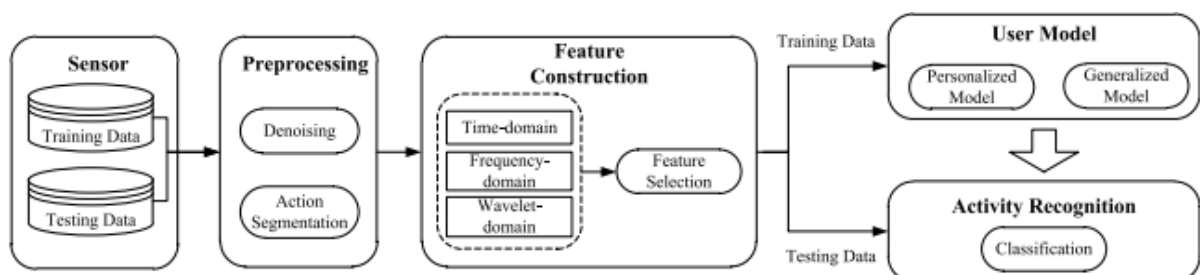 Sensor
Training Data
Testing Data
Preprocessing
Denoising
Action
Segmentation
Feature
Construction
Time-domain
Frequency-
domain
Wavelet-
domain
Feature
Selection
Training Data
Testing Data
User Model
Personalized
Model
Generalized
Model
Activity Recognition
Classification